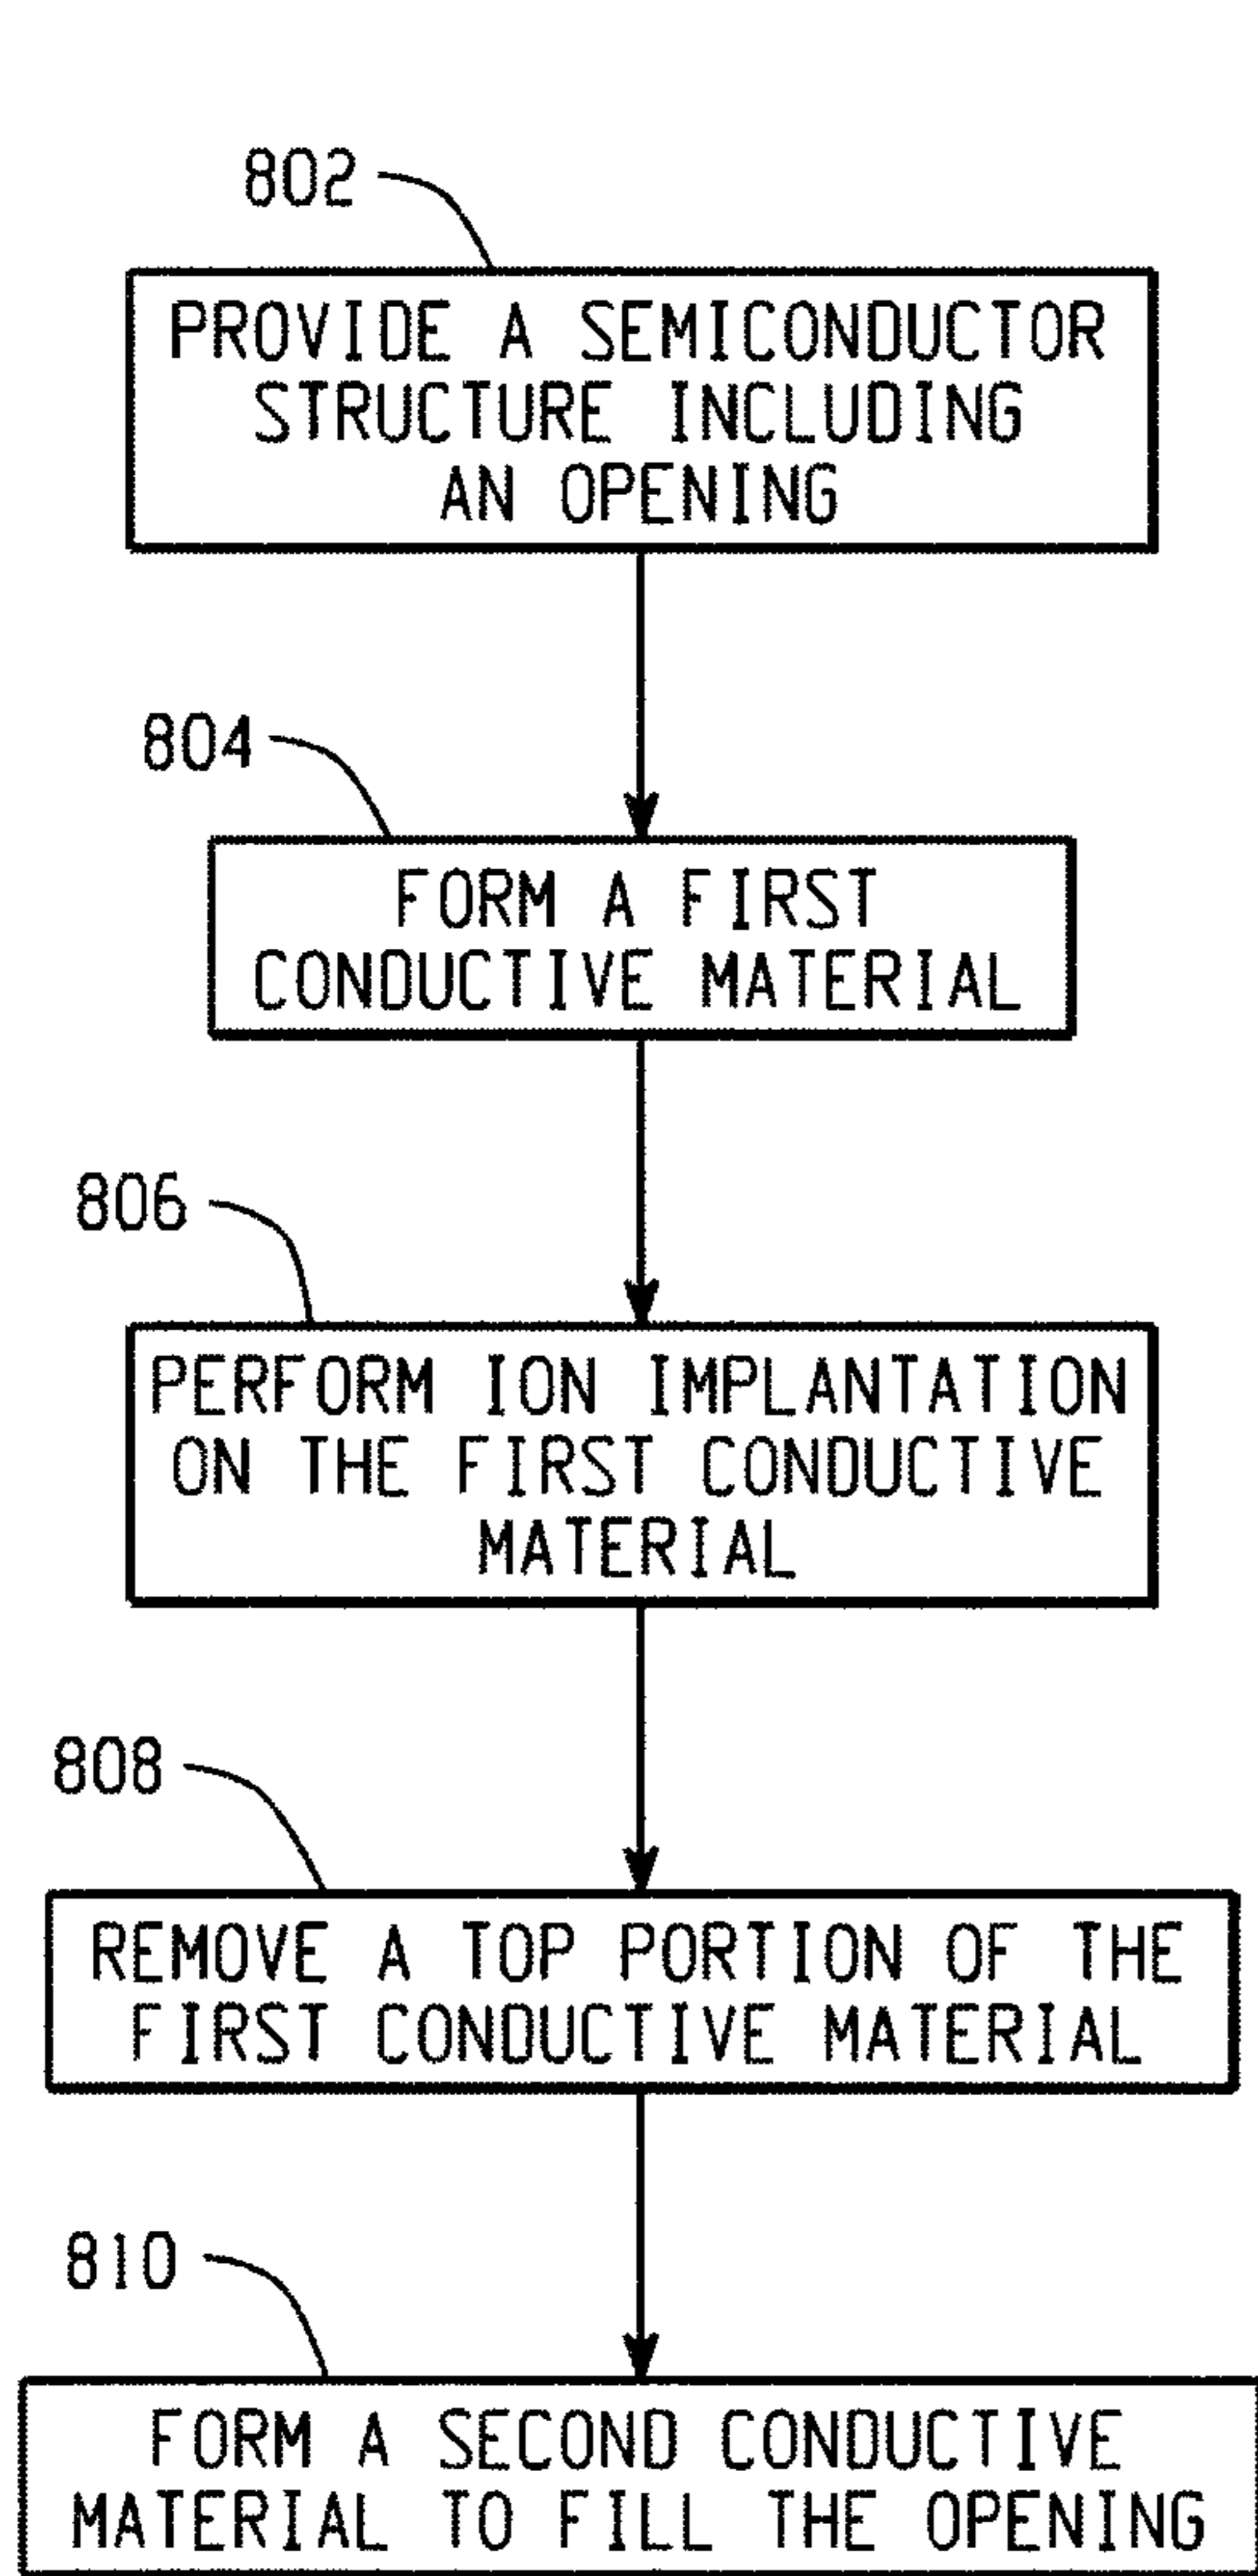 802
PROVIDE A SEMICONDUCTOR
STRUCTURE INCLUDING
AN OPENING
804
FORM A FIRST
CONDUCTIVE MATERIAL
806
PERFORM ION IMPLANTATION
ON THE FIRST CONDUCTIVE
MATERIAL
808
REMOVE A TOP PORTION OF THE
FIRST CONDUCTIVE MATERIAL
810
FORM A SECOND CONDUCTIVE
MATERIAL TO FILL THE OPENING